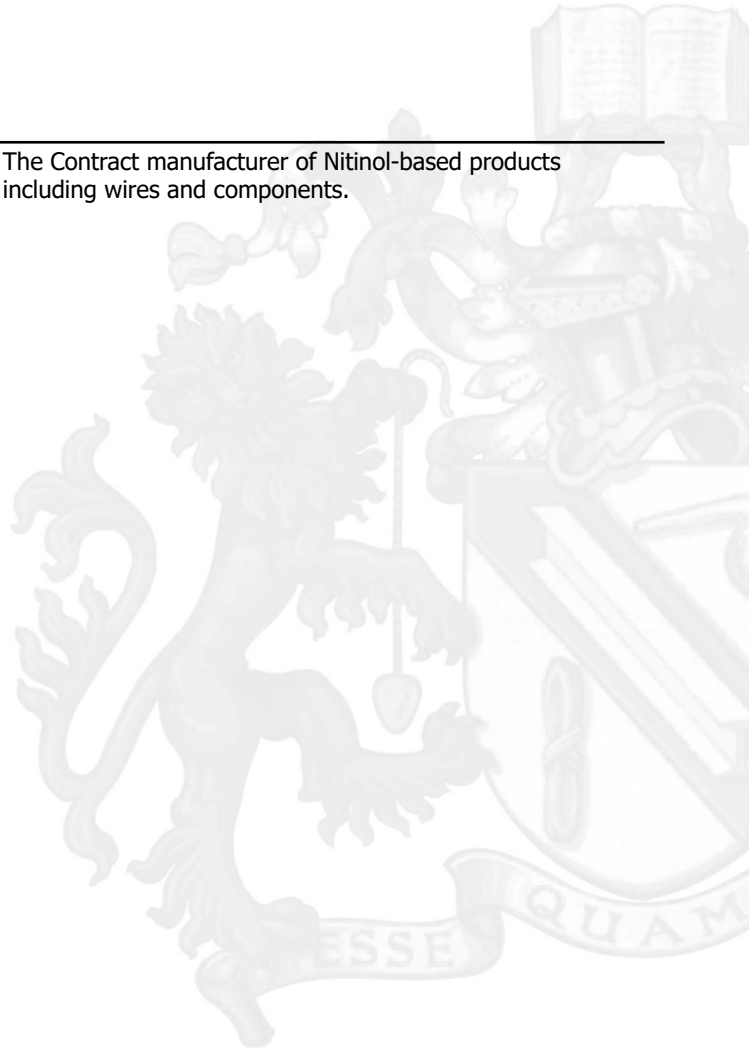 The Contract manufacturer of Nitinol-based products
including wires and components.
ESSE
QUAM